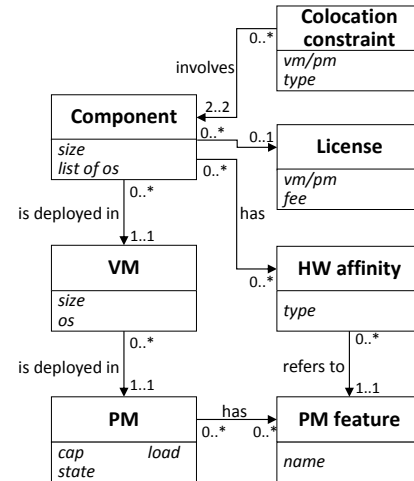 Colocation
constraint
vm/pm
type
0..*
involves
2..2
Component
size
list of os
0..*
0..1
License
vm/pm
fee
0..*
has
0..*
0..*
is deployed in
1..1
VM
size
os
HW affinity
type
0..*
is deployed in
1..1
0..*
refers to
1..1
PM
cap load
state
has
0..* 0..*
PM feature
name